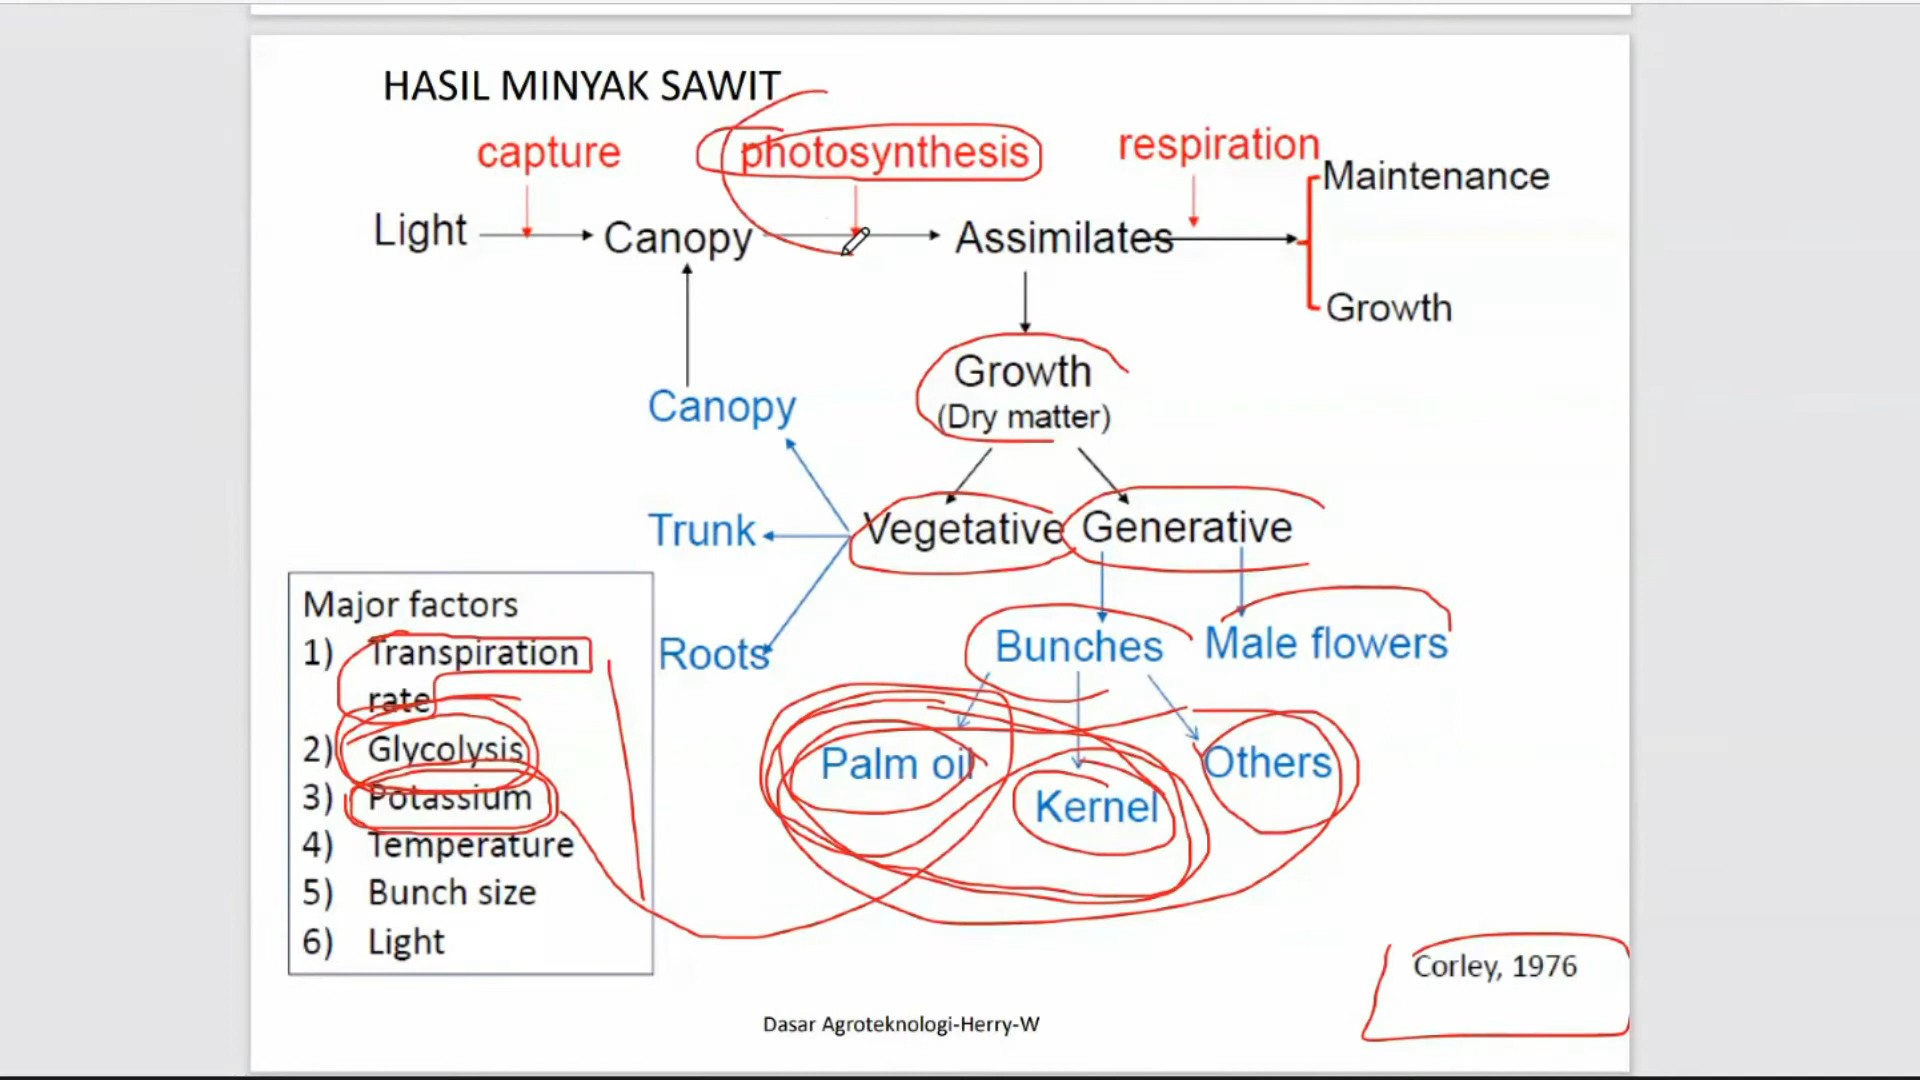 HASIL MINYAK SAWIT
capture
photosynthesis
respiration
Maintenance
Light
Canopy
Assimilates
Growth
Growth
(Dry matter)
Canopy
Vegetative
Generative
Trunk
Roots
Bunches
Male flowers
Palm oil
Kernel
Others
Major factors
1) Transpiration
rate
2) Glycolysis
3) Potassium
4) Temperature
5) Bunch size
6) Light
Corley, 1976
Dasar Agroteknologi-Herry-W